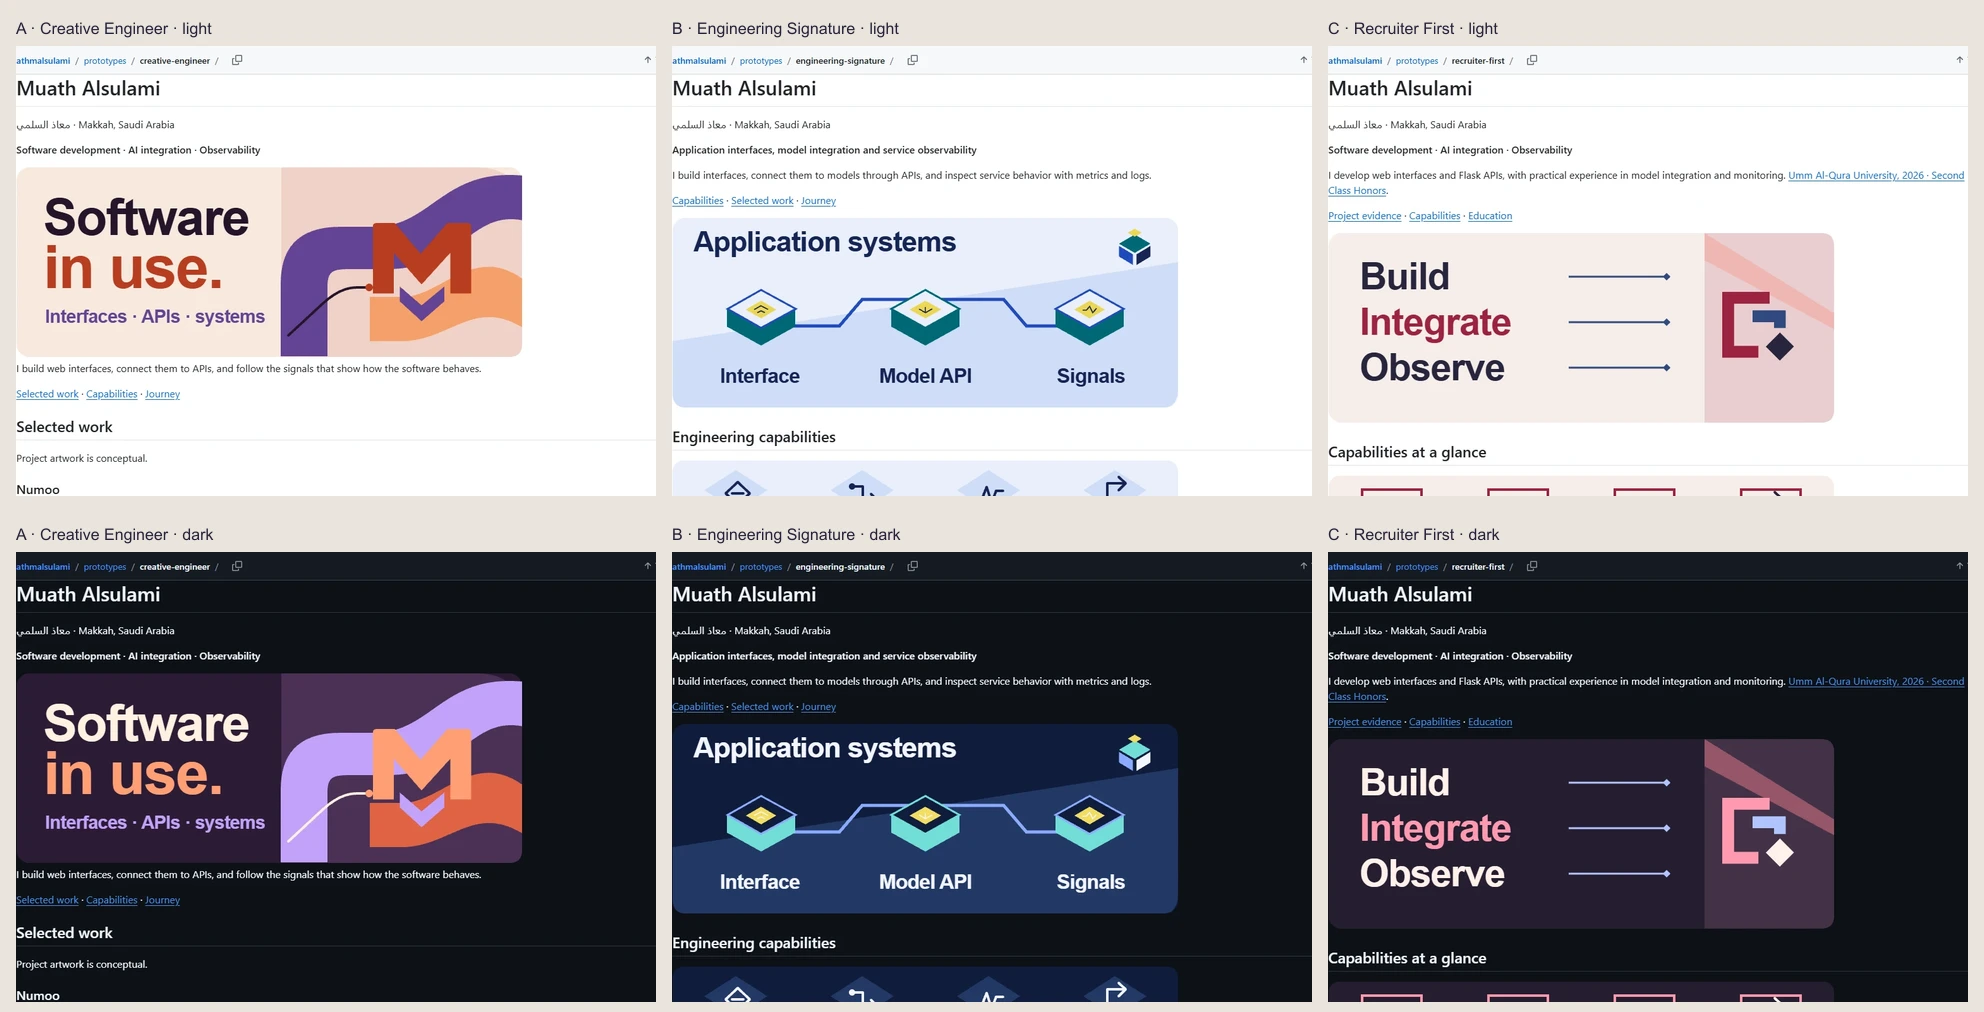 A · Creative Engineer · light
athmalsulami / prototypes / creative-engineer /
Muath Alsulami
معاذ السلمي · Makkah, Saudi Arabia
Software development · AI integration · Observability
Software
in use.
Interfaces · APIs · systems
M
I build web interfaces, connect them to APIs, and follow the signals that show how the software behaves.
Selected work · Capabilities · Journey
Selected work
Project artwork is conceptual.
Numoo
B · Engineering Signature · light
athmalsulami / prototypes / engineering-signature /
Muath Alsulami
معاذ السلمي · Makkah, Saudi Arabia
Application interfaces, model integration and service observability
I build interfaces, connect them to models through APIs, and inspect service behavior with metrics and logs.
Capabilities · Selected work · Journey
Application systems
Interface
Model API
Signals
Engineering capabilities
C · Recruiter First · light
athmalsulami / prototypes / recruiter-first /
Muath Alsulami
معاذ السلمي · Makkah, Saudi Arabia
Software development · AI integration · Observability
I develop web interfaces and Flask APIs, with practical experience in model integration and monitoring. Umm Al-Qura University, 2026 · Second
Class Honors.
Project evidence · Capabilities · Education
Build
Integrate
Observe
Capabilities at a glance
A · Creative Engineer · dark
athmalsulami / prototypes / creative-engineer /
Muath Alsulami
معاذ السلمي · Makkah, Saudi Arabia
Software development · AI integration · Observability
Software
in use.
Interfaces · APIs · systems
M
I build web interfaces, connect them to APIs, and follow the signals that show how the software behaves.
Selected work · Capabilities · Journey
Selected work
Project artwork is conceptual.
Numoo
B · Engineering Signature · dark
athmalsulami / prototypes / engineering-signature /
Muath Alsulami
معاذ السلمي · Makkah, Saudi Arabia
Application interfaces, model integration and service observability
I build interfaces, connect them to models through APIs, and inspect service behavior with metrics and logs.
Capabilities · Selected work · Journey
Application systems
Interface
Model API
Signals
Engineering capabilities
C · Recruiter First · dark
athmalsulami / prototypes / recruiter-first /
Muath Alsulami
معاذ السلمي · Makkah, Saudi Arabia
Software development · AI integration · Observability
I develop web interfaces and Flask APIs, with practical experience in model integration and monitoring. Umm Al-Qura University, 2026 · Second
Class Honors.
Project evidence · Capabilities · Education
Build
Integrate
Observe
Capabilities at a glance